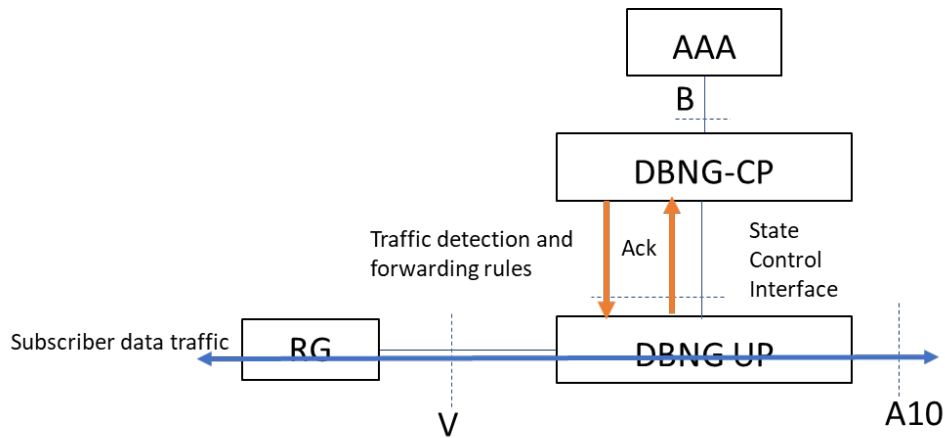 AAA
B
DBNG-CP
Traffic detection and
forwarding rules
Ack
State
Control
Interface
Subscriber data traffic
RG
DBNG UP
V
A10